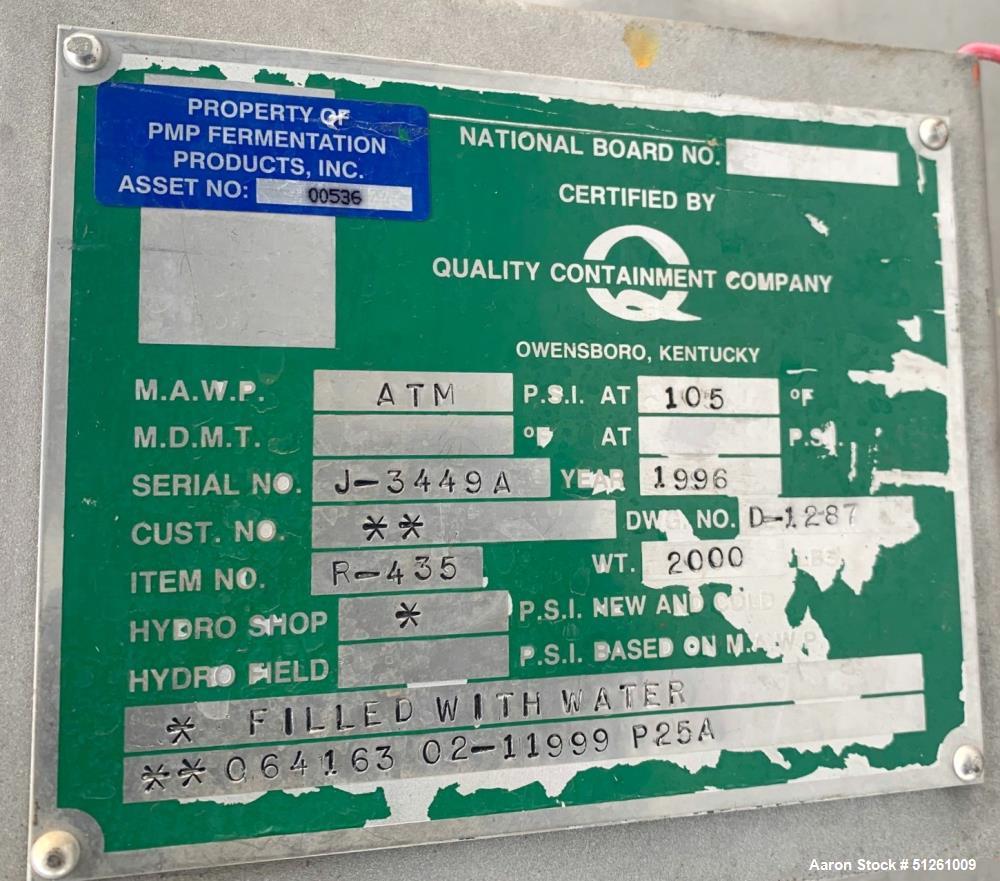 PROPERTY OF
PMP FERMENTATION
PRODUCTS, INC.
ASSET NO: 00536
NATIONAL BOARD NO.
CERTIFIED BY
Q
QUALITY CONTAINMENT COMPANY
OWENSBORO, KENTUCKY
M.A.W.P. ATM P.S.I. AT 105 °F
M.D.M.T. °F AT P.S.I.
SERIAL NO. J-3449A YEAR 1996
CUST. NO. ** DWG. NO. D-1287
ITEM NO. R-435 WT. 2000 LBS.
HYDRO SHOP * P.S.I. NEW AND COLD
HYDRO FIELD P.S.I. BASED ON M.A.W.P.
* FILLED WITH WATER
** 064163 02-11999 P25A
Aaron Stock # 51261009